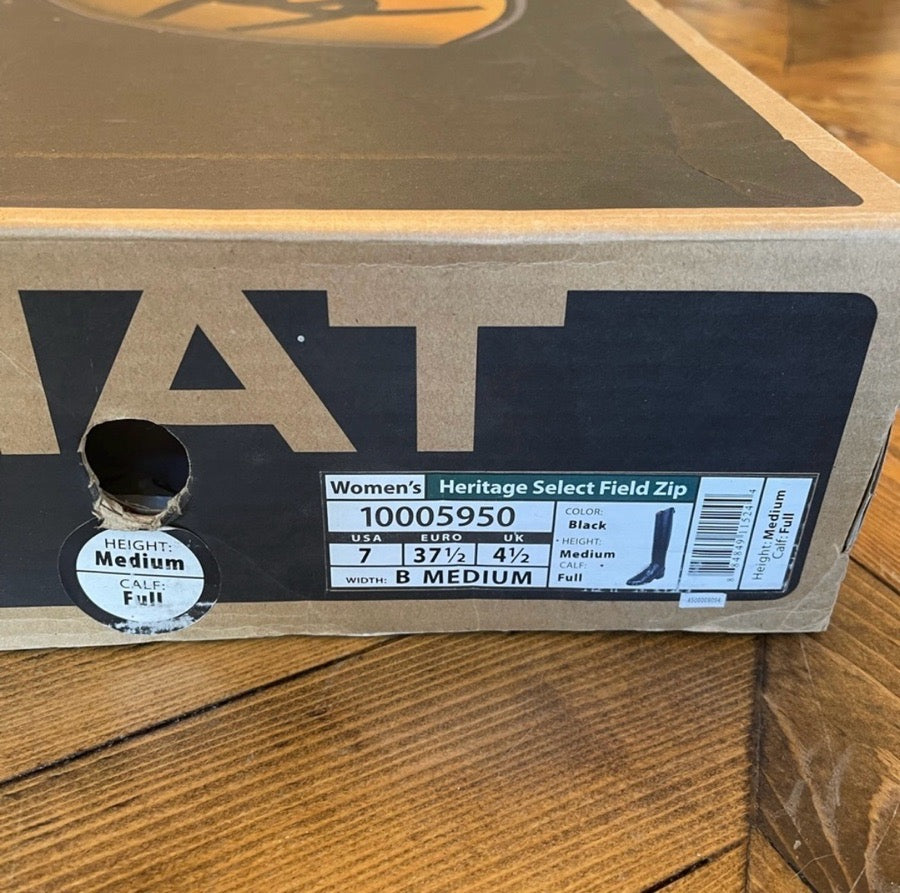 AT
Women's Heritage Select Field Zip
10005950
USA EURO UK
7 37½ 4½
WIDTH: B MEDIUM
COLOR:
Black
HEIGHT:
Medium
CALF:
Full
Height: Medium
Calf: Full
HEIGHT:
Medium
CALF:
Full